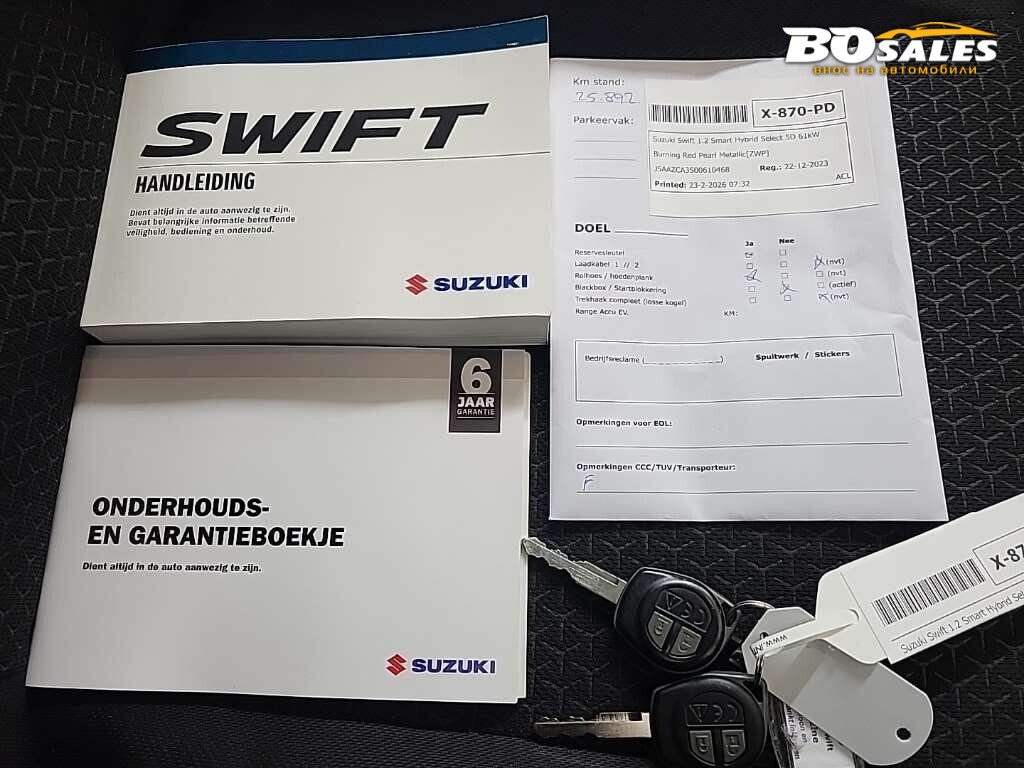 BOSALES
внос на автомобили
SWIFT
HANDLEIDING
Dient altijd in de auto aanwezig te zijn.
Bevat belangrijke informatie betreffende
veiligheid, bediening en onderhoud.
SUZUKI
6
JAAR
GARANTIE
ONDERHOUDS-
EN GARANTIEBOEKJE
Dient altijd in de auto aanwezig te zijn.
SUZUKI
Km stand:
25.892
Parkeervak:
X-870-PD
Suzuki Swift 1.2 Smart Hybrid Select 5D 61kW
Burning Red Pearl Metallic[ZWP]
JSAAZCA3S00610468 Reg.: 22-12-2023
Printed: 23-2-2026 07:32 ACL
DOEL
Ja Nee
Reservesleutel
Laadkabel 1 // 2 (nvt)
Rolhoes / hoedenplank (nvt)
Blackbox / Startblokkering (actief)
Trekhaak compleet (losse kogel) (nvt)
Range Accu EV. KM:
Bedrijfsreclame (__________________) Spuitwerk / Stickers
Opmerkingen voor EOL:
Opmerkingen CCC/TUV/Transporteur:
F
X-87
Suzuki Swift 1.2 Smart Hybrid Sel
www.